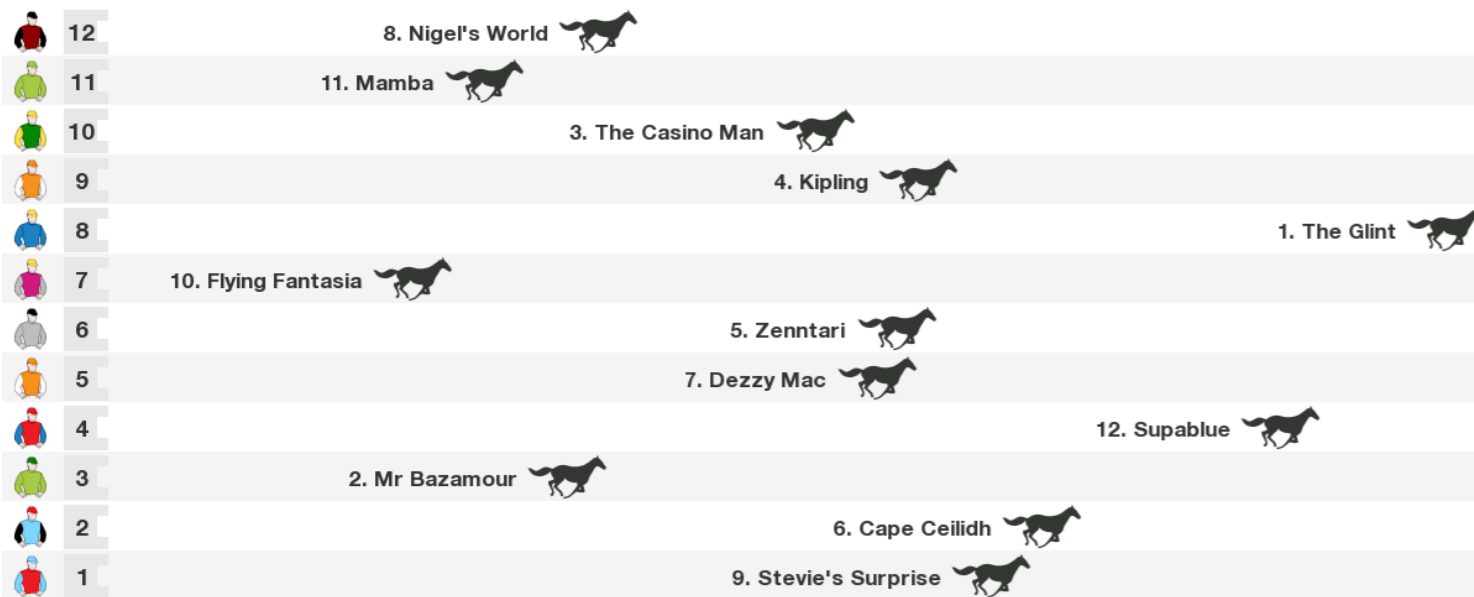 12 8. Nigel's World
11 11. Mamba
10 3. The Casino Man
9 4. Kipling
8 1. The Glint
7 10. Flying Fantasia
6 5. Zenntari
5 7. Dezzy Mac
4 12. Supablue
3 2. Mr Bazamour
2 6. Cape Ceilidh
1 9. Stevie's Surprise